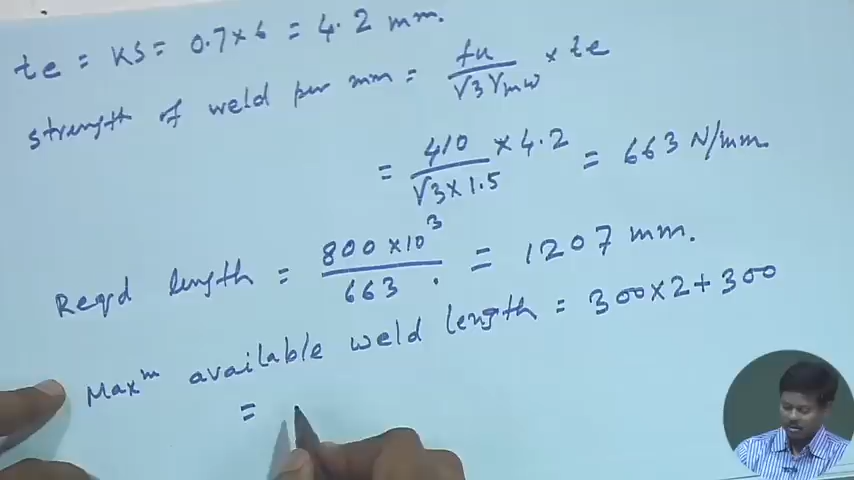 te = KS = 0.7×6 = 4.2 mm.
strength of weld per mm = fu/√3 γmw × te
= 410/√3×1.5 × 4.2 = 663 N/mm.
Reqd length = 800×10³/663 = 1207 mm.
Maxᵐ available weld length = 300×2+300
=